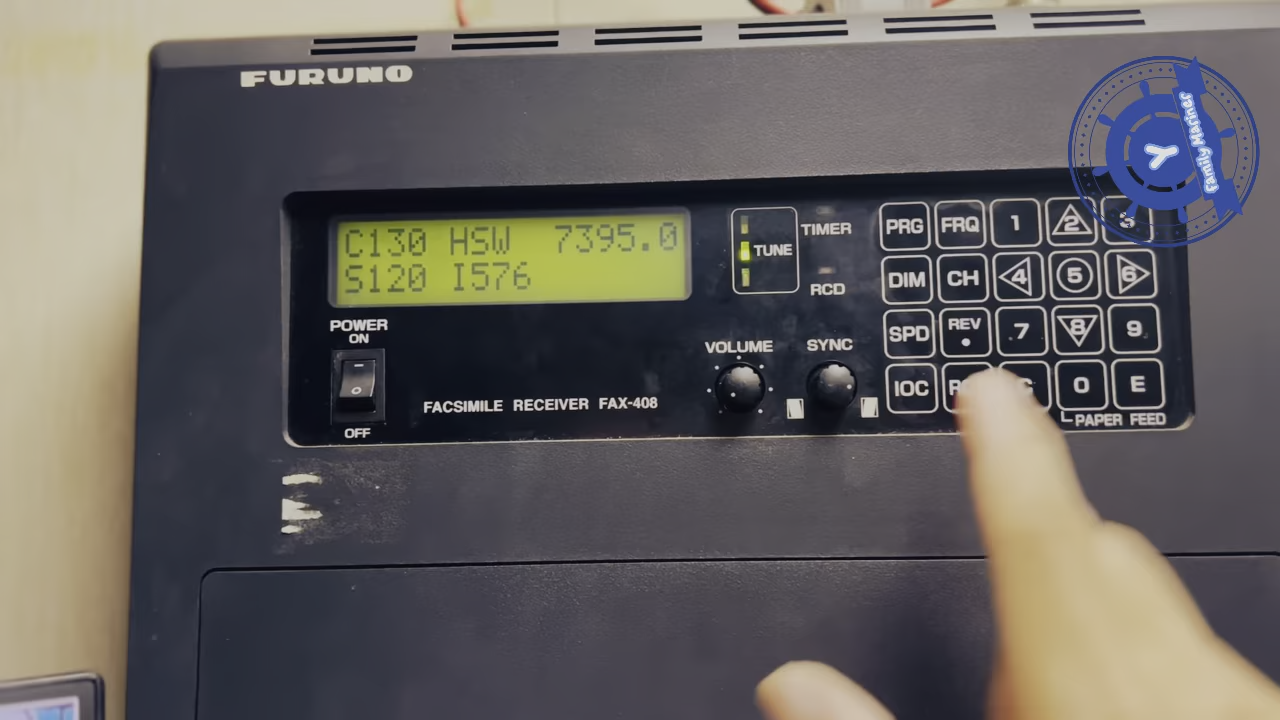 FURUNO
Family Mariner
C130 HSW 7395.0
S120 I576
TUNE
TIMER
RCD
POWER
ON
OFF
FACSIMILE RECEIVER FAX-408
VOLUME
SYNC
PRG FRQ 1 2 3
DIM CH 4 5 6
SPD REV 7 8 9
IOC 0 E
PAPER FEED